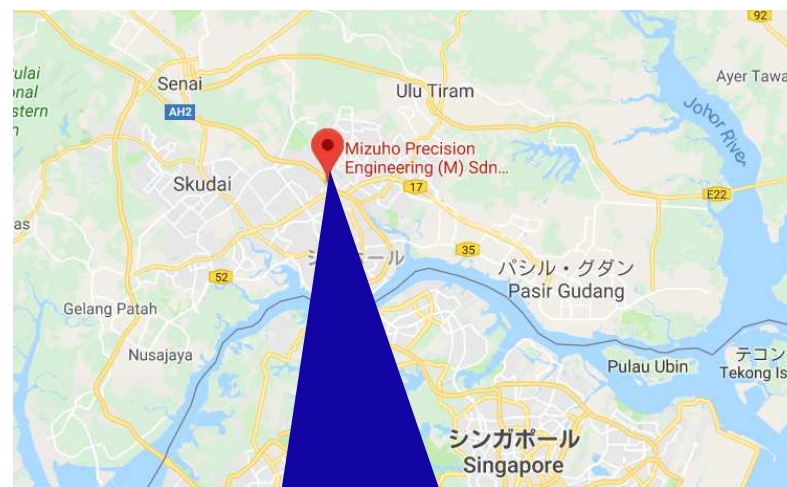 92
ulai
onal
stern
n
Senai
AH2
Ulu Tiram
Ayer Tawa
Johor River
Mizuho Precision
Engineering (M) Sdn...
Skudai
17
E22
as
35
52
パシル・グダン
Pasir Gudang
Gelang Patah
Nusajaya
Pulau Ubin
テコン
Tekong Is
シンガポール
Singapore